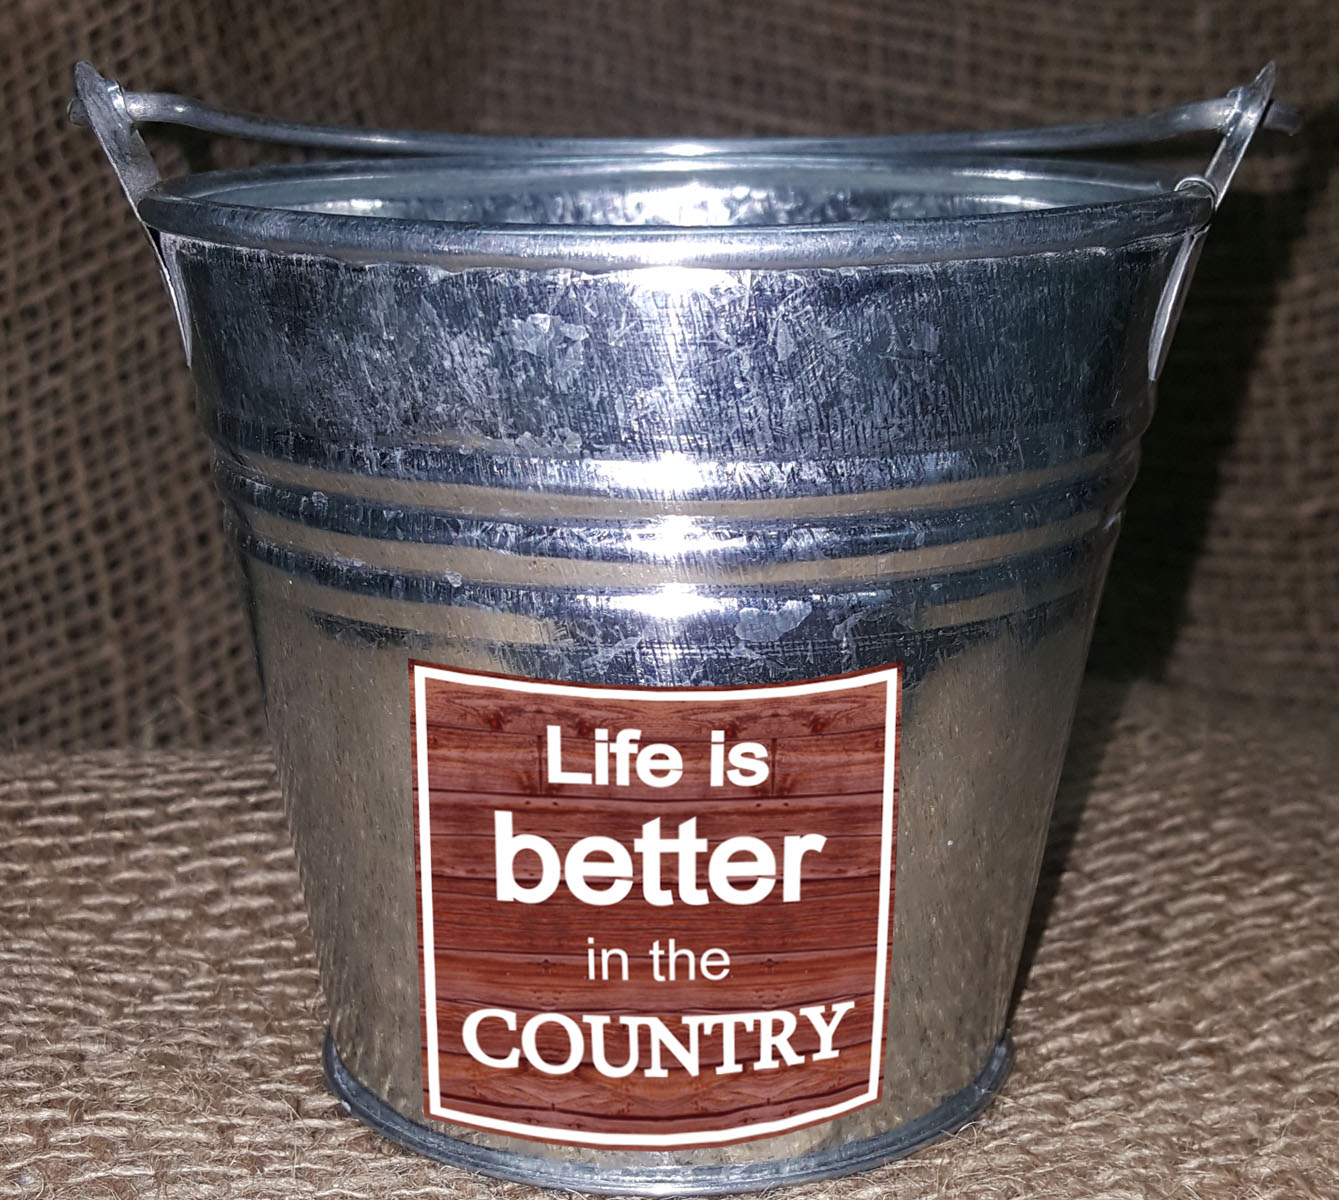 Life is
better
in the
COUNTRY